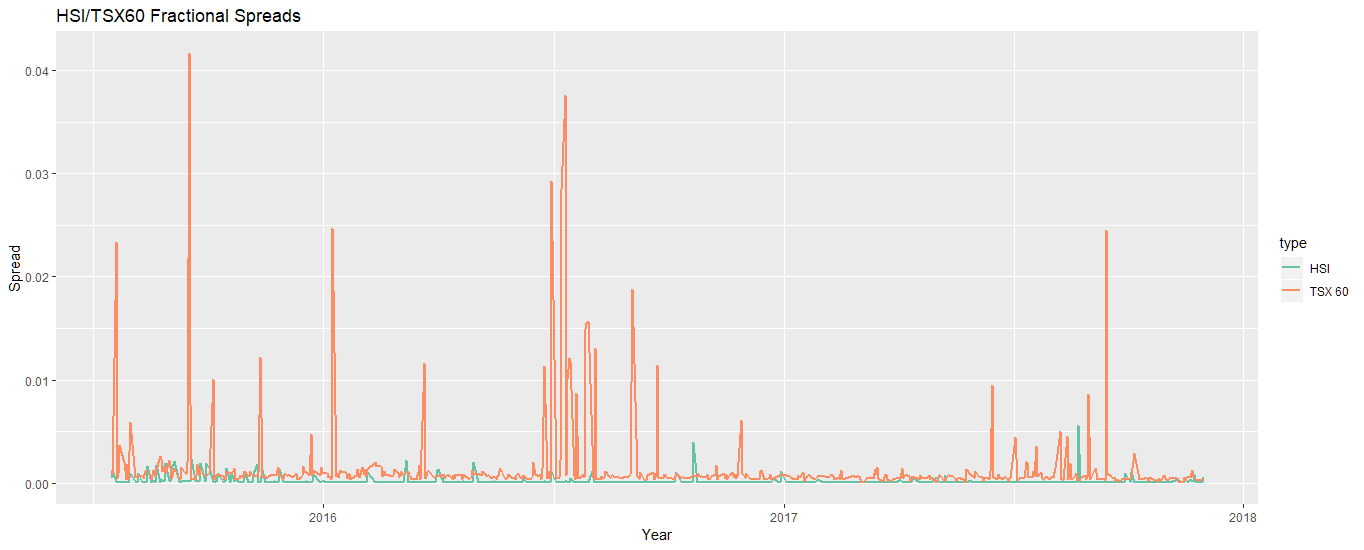 HSI/TSX60 Fractional Spreads
0.04
0.03
0.02
0.01
0.00
Spread
2016
2017
2018
Year
type
HSI
TSX 60